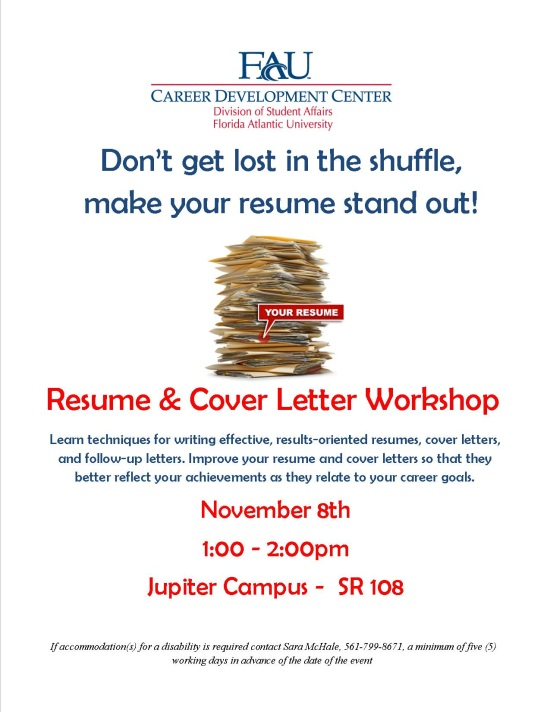 FAU
CAREER DEVELOPMENT CENTER
Division of Student Affairs
Florida Atlantic University
Don't get lost in the shuffle,
make your resume stand out!
YOUR RESUME
Resume & Cover Letter Workshop
Learn techniques for writing effective, results-oriented resumes, cover letters,
and follow-up letters. Improve your resume and cover letters so that they
better reflect your achievements as they relate to your career goals.
November 8th
1:00 - 2:00pm
Jupiter Campus - SR 108
If accommodation(s) for a disability is required contact Sara McHale, 561-799-8671, a minimum of five (5)
working days in advance of the date of the event